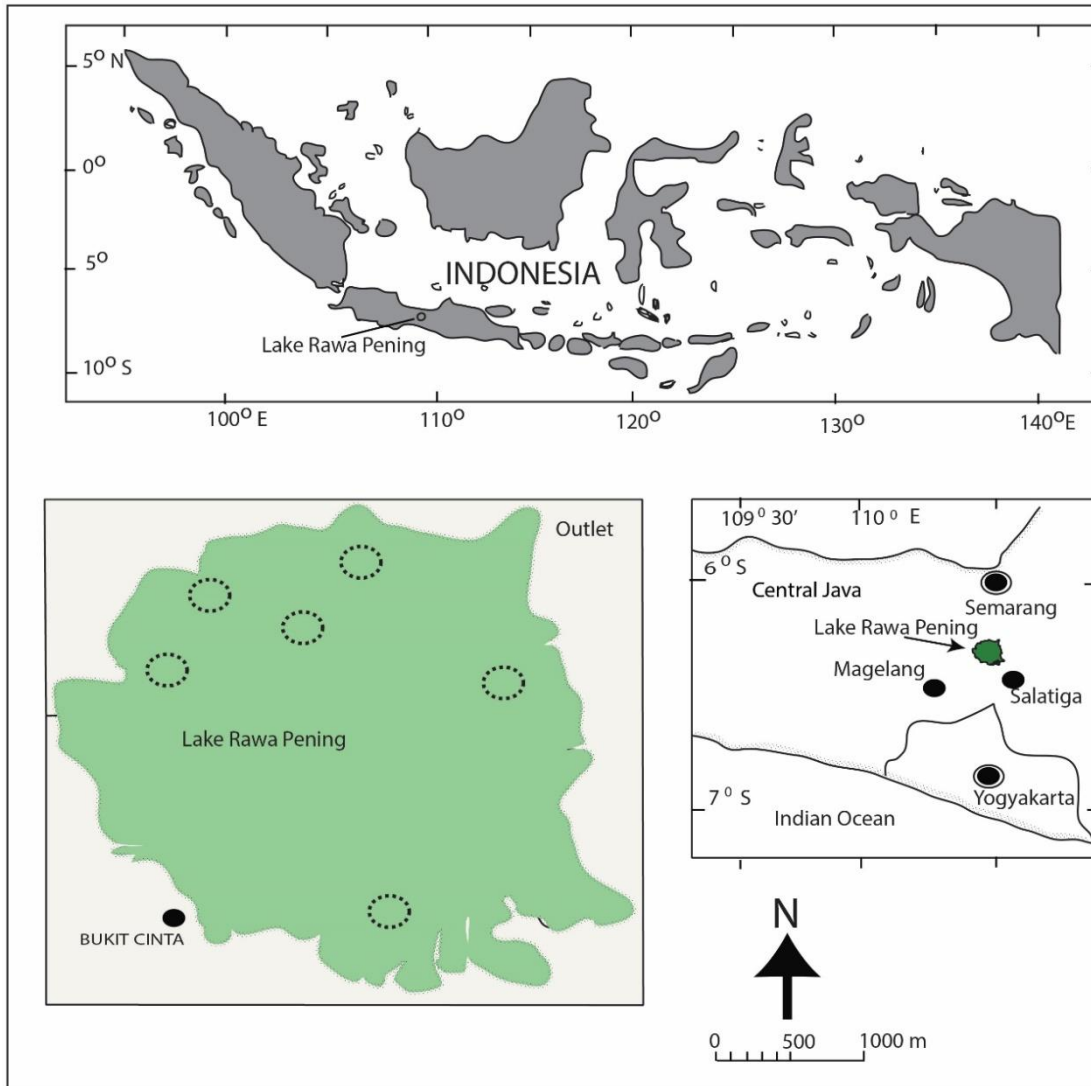 5° N
0°
5°
10° S
INDONESIA
Lake Rawa Pening
100° E
110°
120°
130°
140°E
Outlet
Lake Rawa Pening
BUKIT CINTA
109° 30'
110° E
6° S
Central Java
Semarang
Lake Rawa Pening
Magelang
Salatiga
Yogyakarta
7° S
Indian Ocean
N
0 500 1000 m